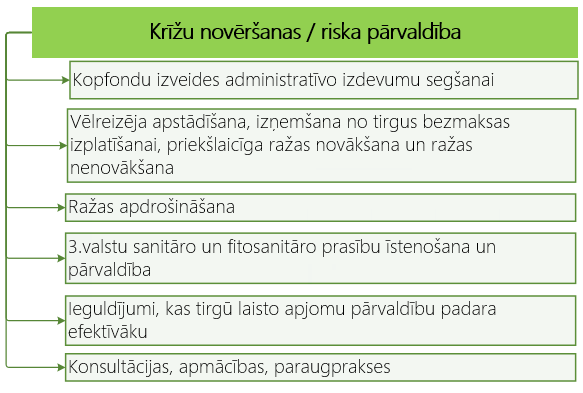 Krīžu novēršanas / riska pārvaldība
Kopfondu izveides administratīvo izdevumu segšanai
Vēlreizēja apstādīšana, izņemšana no tirgus bezmaksas
izplatīšanai, priekšlaicīga ražas novākšana un ražas
nenovākšana
Ražas apdrošināšana
3.valstu sanitāro un fitosanitāro prasību īstenošana un
pārvaldība
Ieguldījumi, kas tirgū laisto apjomu pārvaldību padara
efektīvāku
Konsultācijas, apmācības, paraugprakses